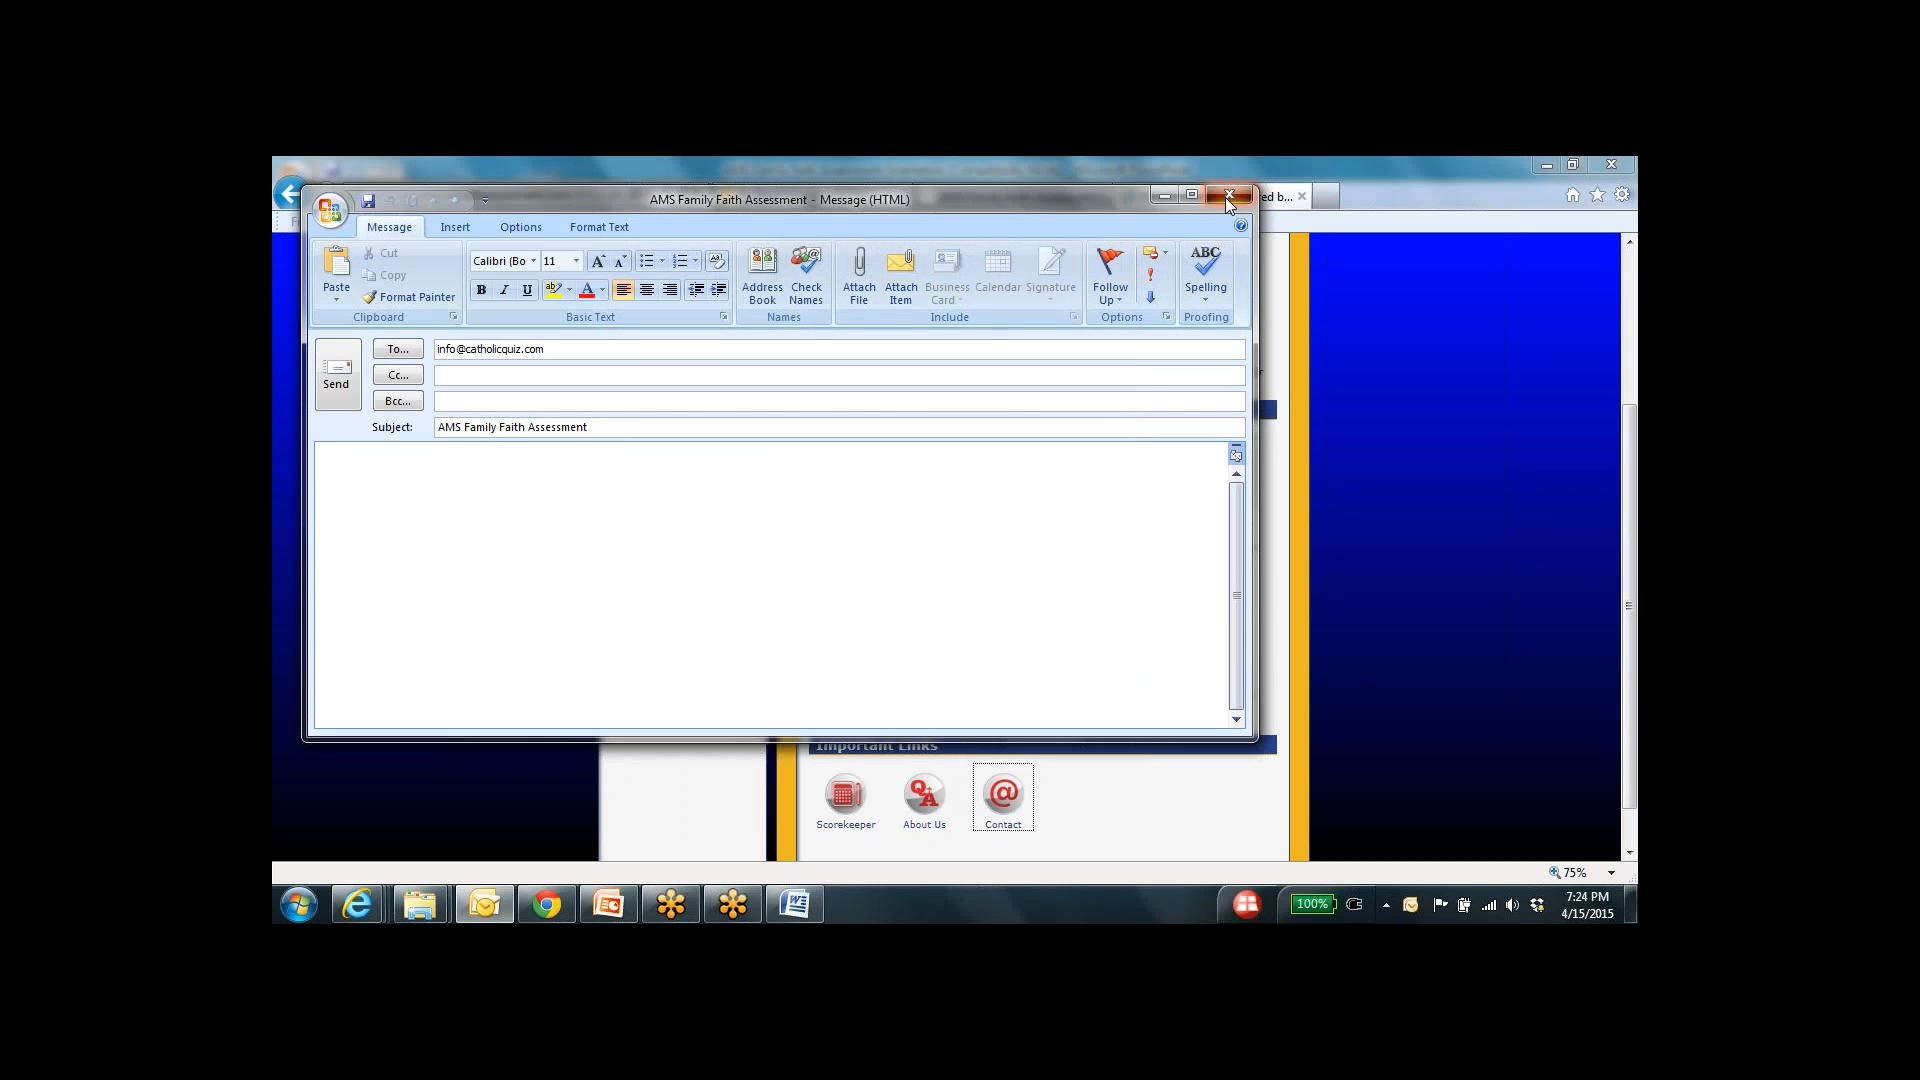 AMS Family Faith Assessment - Message (HTML)
ed b...
Message Insert Options Format Text
Cut
Copy
Format Painter
Paste
Clipboard
Calibri (Bo 11
B I U
Basic Text
Address Book
Check Names
Names
Attach File
Attach Item
Business Card
Calendar
Signature
Include
Follow Up
Options
ABC
Spelling
Proofing
Send
To... info@catholicquiz.com
Cc...
Bcc...
Subject: AMS Family Faith Assessment
Important Links
Scorekeeper About Us Contact
75%
100%
7:24 PM
4/15/2015